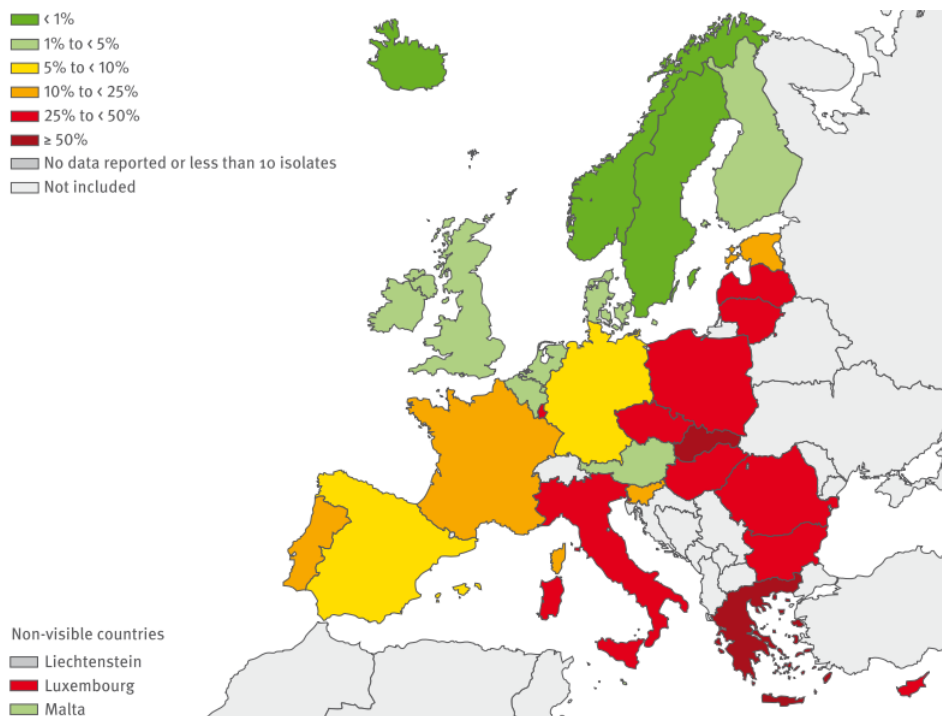 < 1%
1% to < 5%
5% to < 10%
10% to < 25%
25% to < 50%
≥ 50%
No data reported or less than 10 isolates
Not included
Non-visible countries
Liechtenstein
Luxembourg
Malta